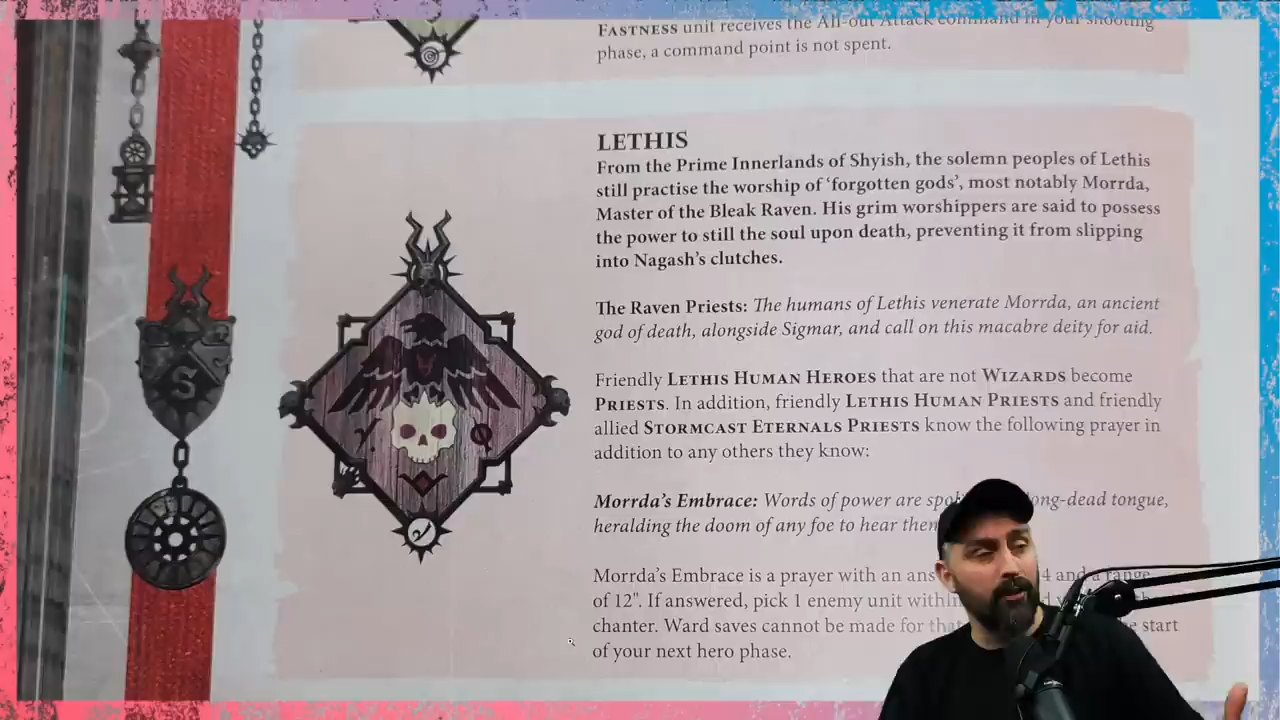 FASTNESS unit receives the All-out Attack command in your shooting
phase, a command point is not spent.
LETHIS
From the Prime Innerlands of Shyish, the solemn peoples of Lethis
still practise the worship of ‘forgotten gods’, most notably Morrda,
Master of the Bleak Raven. His grim worshippers are said to possess
the power to still the soul upon death, preventing it from slipping
into Nagash’s clutches.
The Raven Priests: The humans of Lethis venerate Morrda, an ancient
god of death, alongside Sigmar, and call on this macabre deity for aid.
Friendly LETHIS HUMAN HEROES that are not WIZARDS become
PRIESTS. In addition, friendly LETHIS HUMAN PRIESTS and friendly
allied STORMCAST ETERNALS PRIESTS know the following prayer in
addition to any others they know:
Morrda’s Embrace: Words of power are long-dead tongue,
heralding the doom of any foe to hear
Morrda’s Embrace is a prayer with an 4 and a range
of 12". If answered, pick 1 enemy unit
chanter. Ward saves cannot be made for that start
of your next hero phase.
S